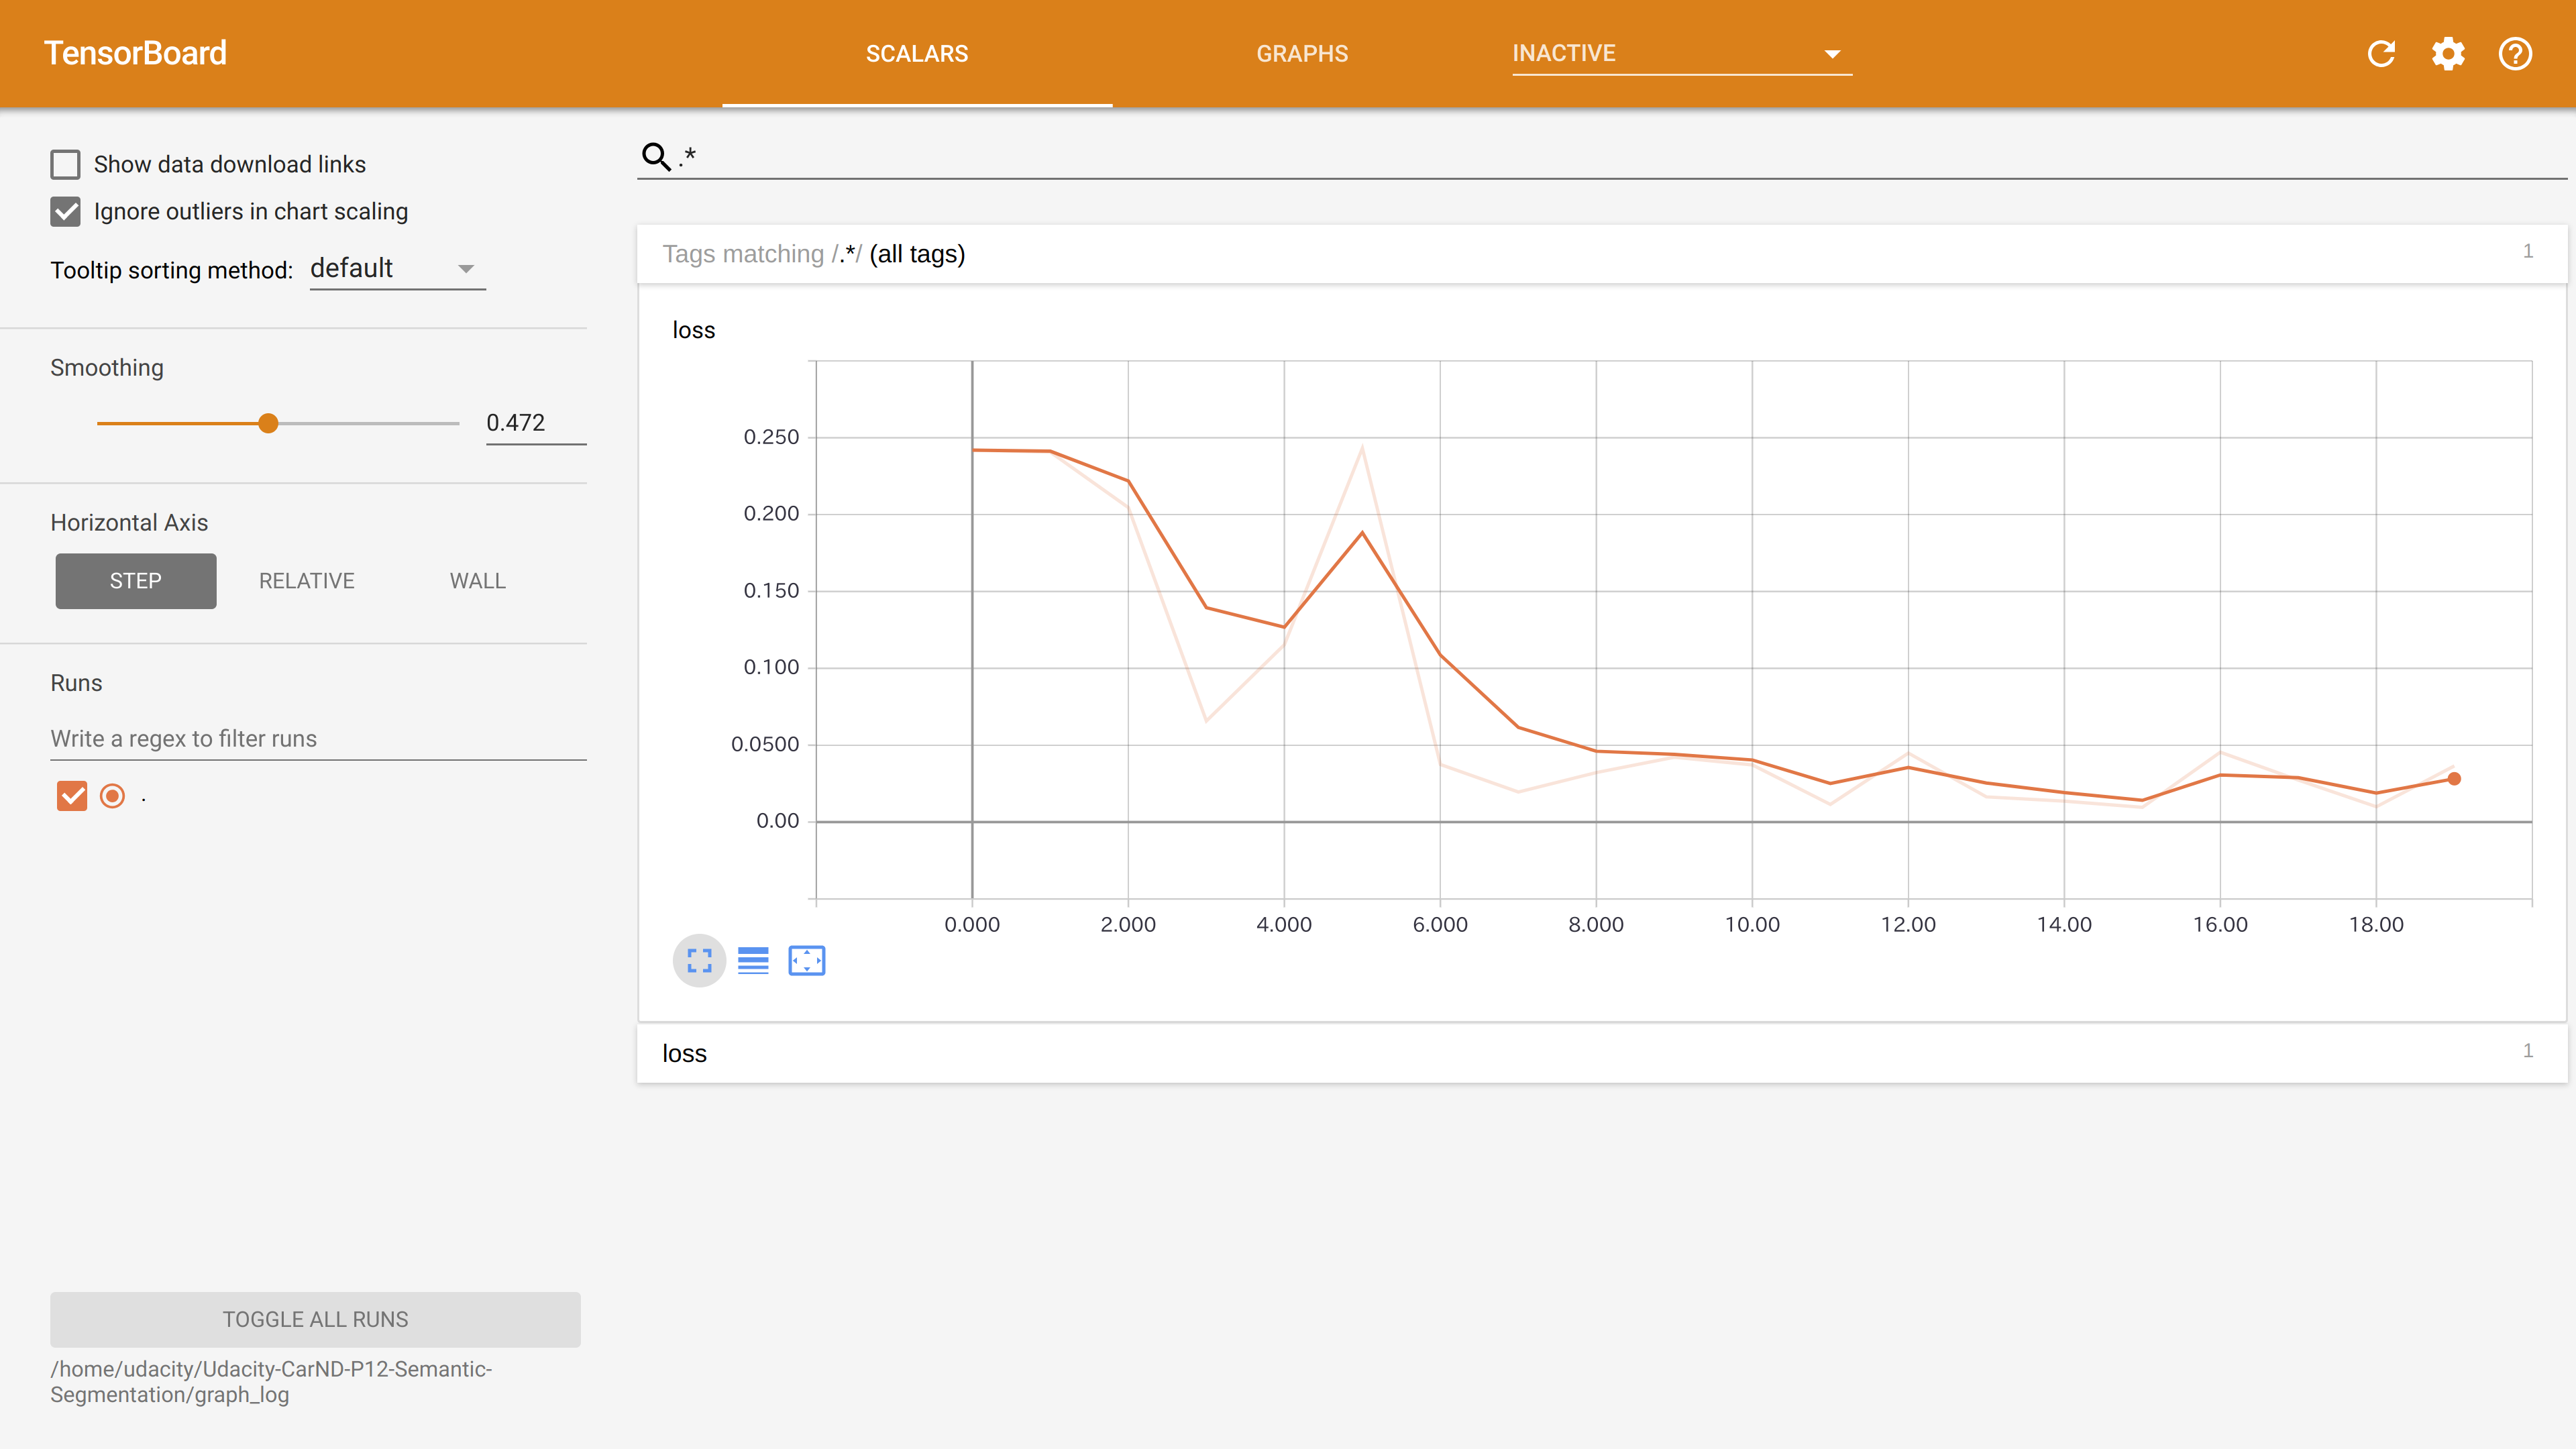 TensorBoard
SCALARS
GRAPHS
INACTIVE
Show data download links
Ignore outliers in chart scaling
Tooltip sorting method: default
Smoothing
0.472
Horizontal Axis
STEP
RELATIVE
WALL
Runs
Write a regex to filter runs
.
TOGGLE ALL RUNS
/home/udacity/Udacity-CarND-P12-Semantic-
Segmentation/graph_log
.*
Tags matching /.*/ (all tags)
1
loss
0.250
0.200
0.150
0.100
0.0500
0.00
0.000 2.000 4.000 6.000 8.000 10.00 12.00 14.00 16.00 18.00
loss
1